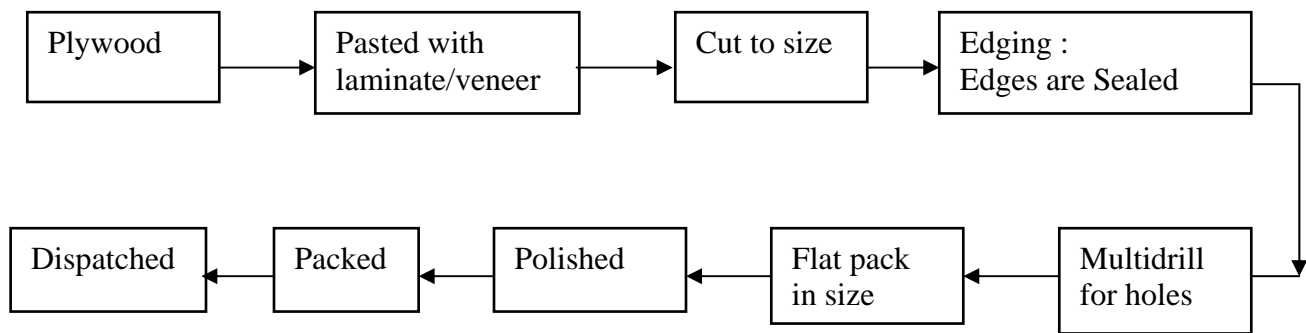 Plywood
Pasted with
laminate/veneer
Cut to size
Edging :
Edges are Sealed
Multidrill
for holes
Flat pack
in size
Polished
Packed
Dispatched